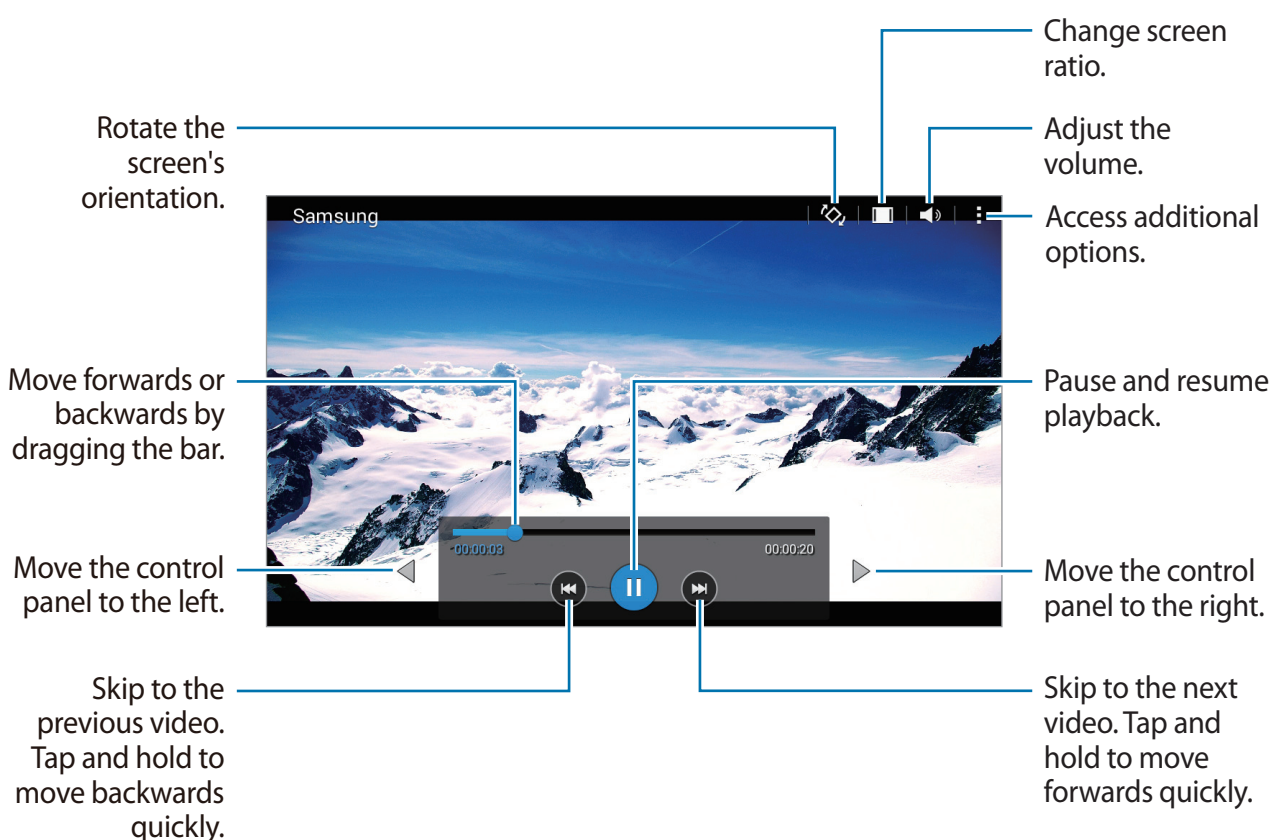 Change screen
ratio.
Rotate the
screen's
orientation.
Adjust the
volume.
Access additional
options.
Samsung
Move forwards or
backwards by
dragging the bar.
Pause and resume
playback.
00:00:03
00:00:20
Move the control
panel to the left.
Move the control
panel to the right.
Skip to the
previous video.
Tap and hold to
move backwards
quickly.
Skip to the next
video. Tap and
hold to move
forwards quickly.